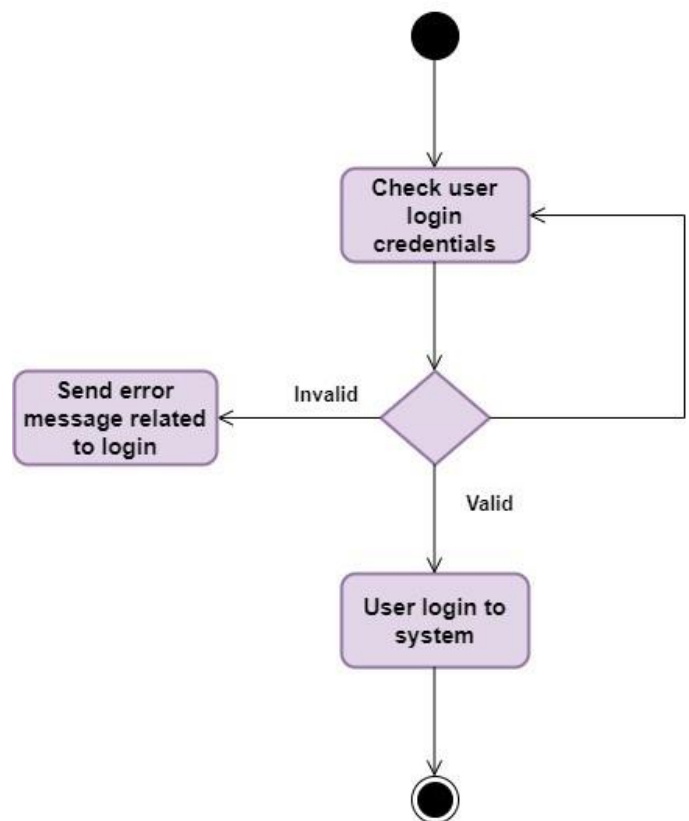 Check user
login
credentials
Send error
message related
to login
Invalid
Valid
User login to
system